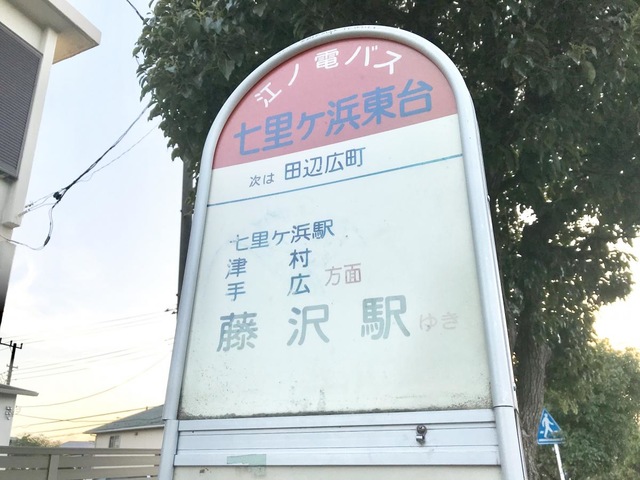 江ノ電バス
七里ヶ浜東台
次は 田辺広町
七里ケ浜駅
津村
手広 方面
藤沢駅 ゆき